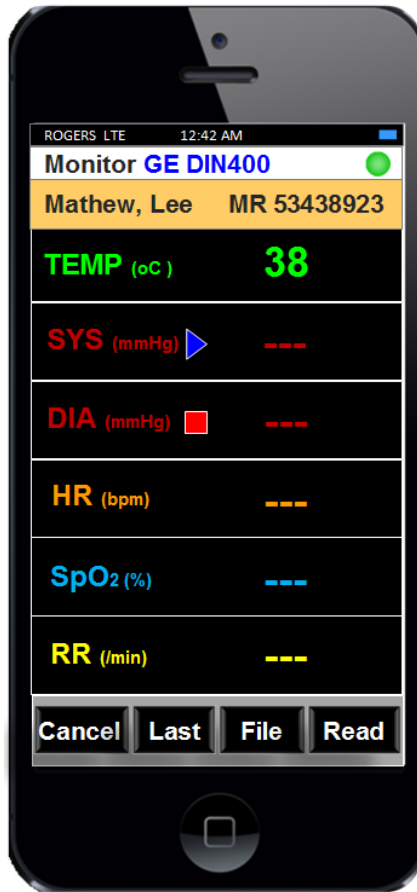 ROGERS LTE 12:42 AM
Monitor GE DIN400
Mathew, Lee MR 53438923
TEMP (oC ) 38
SYS (mmHg) ---
DIA (mmHg) ---
HR (bpm) ---
SpO2 (%) ---
RR (/min) ---
Cancel Last File Read